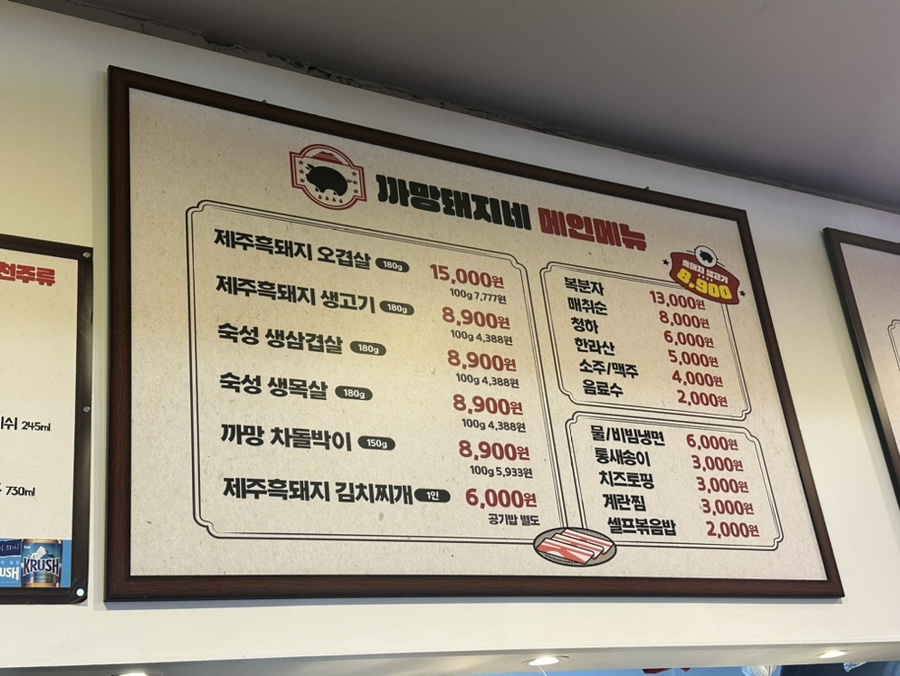 까망돼지네 메인메뉴
제주흑돼지 오겹살 180g 15,000원
100g 7,777원
제주흑돼지 생고기 180g 8,900원
100g 4,388원
숙성 생삼겹살 180g 8,900원
100g 4,388원
숙성 생목살 180g 8,900원
100g 4,388원
까망 차돌박이 150g 8,900원
100g 5,933원
제주흑돼지 김치찌개 1인 6,000원
공기밥 별도
흑돼지 생고기
8,900
복분자 13,000원
매취순 8,000원
청하 6,000원
한라산 5,000원
소주/맥주 4,000원
음료수 2,000원
물/비빔냉면 6,000원
통새송이 3,000원
치즈토핑 3,000원
계란찜 3,000원
셀프볶음밥 2,000원
천주류
245ml
730ml
KRUSH